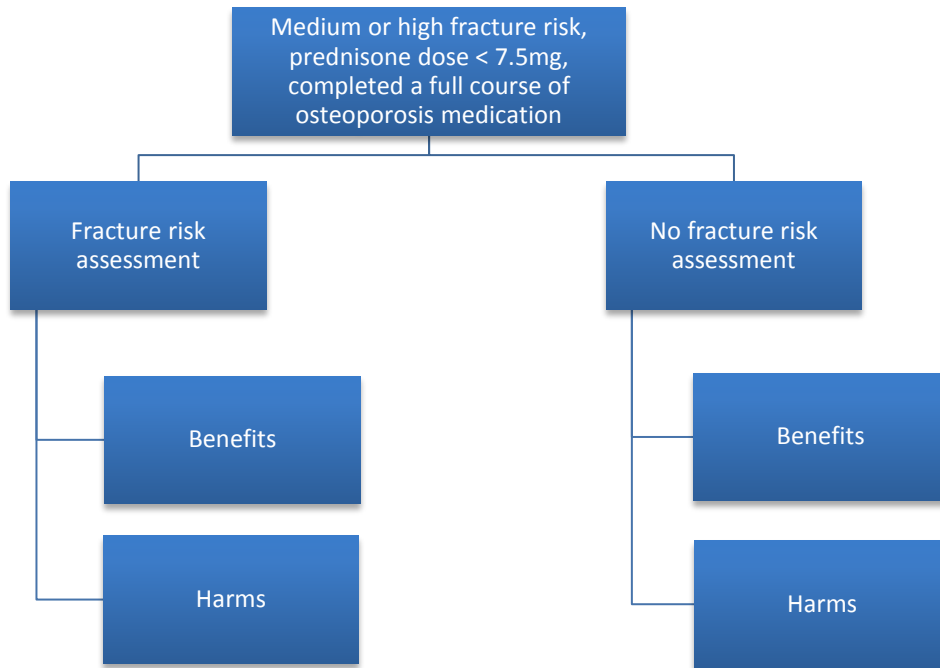 Medium or high fracture risk,
prednisone dose < 7.5mg,
completed a full course of
osteoporosis medication
Fracture risk
assessment
No fracture risk
assessment
Benefits
Benefits
Harms
Harms